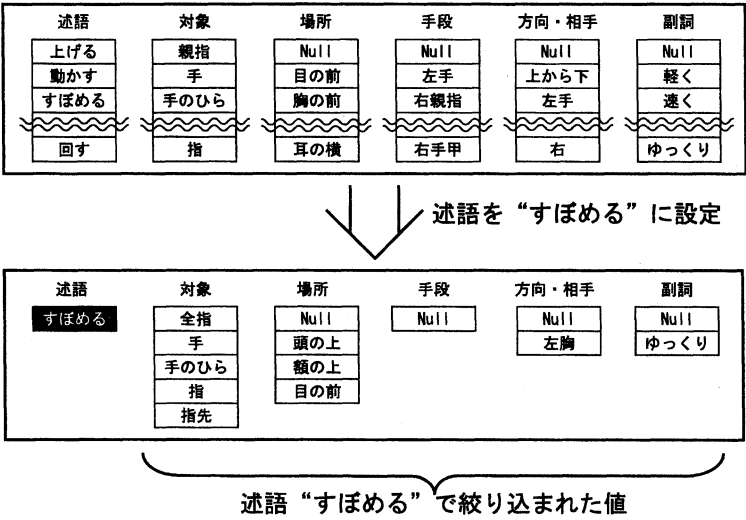 述語 対象 場所 手段 方向・相手 副詞
上げる 親指 Null Null Null Null
動かす 手 目の前 左手 上から下 軽く
すぼめる 手のひら 胸の前 右親指 左手 速く
回す 指 耳の横 右手甲 右 ゆっくり
述語を“すぼめる”に設定
述語 対象 場所 手段 方向・相手 副詞
すぼめる 全指 Null Null Null Null
手 頭の上 左胸 ゆっくり
手のひら 額の上
指 目の前
指先
述語“すぼめる”で絞り込まれた値